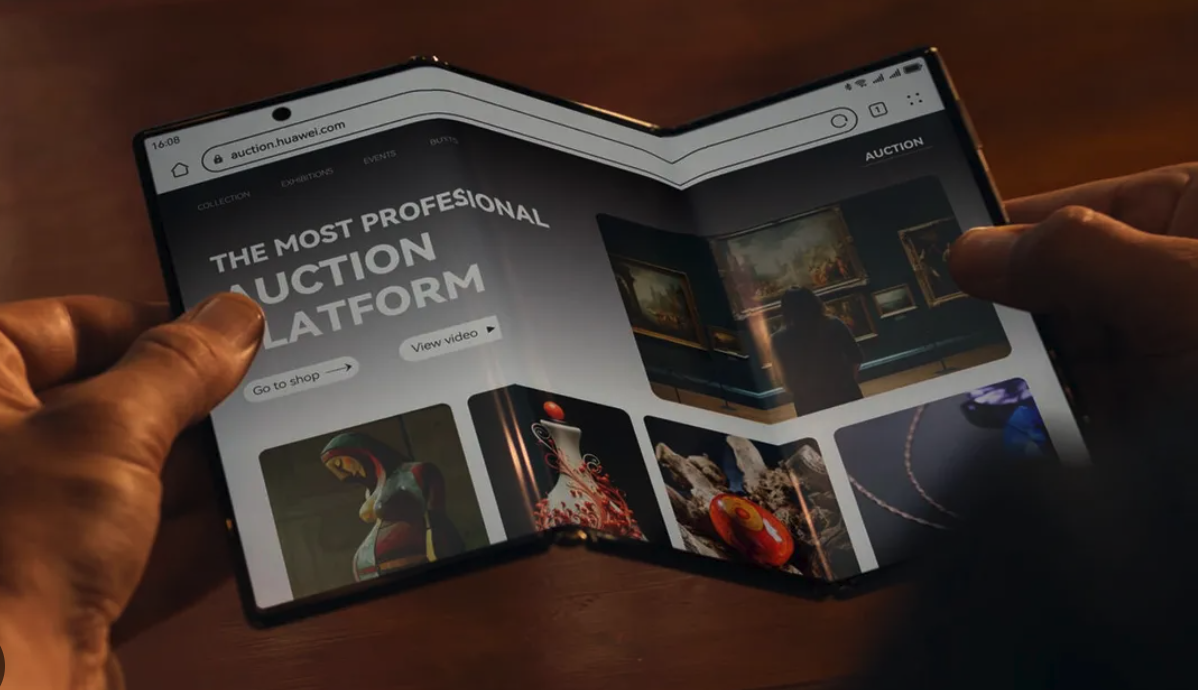 16:08
auction.huawei.com
1
COLLECTION EXHIBITIONS EVENTS
AUCTION
THE MOST PROFESIONAL
AUCTION
LATFORM
Go to shop
View video